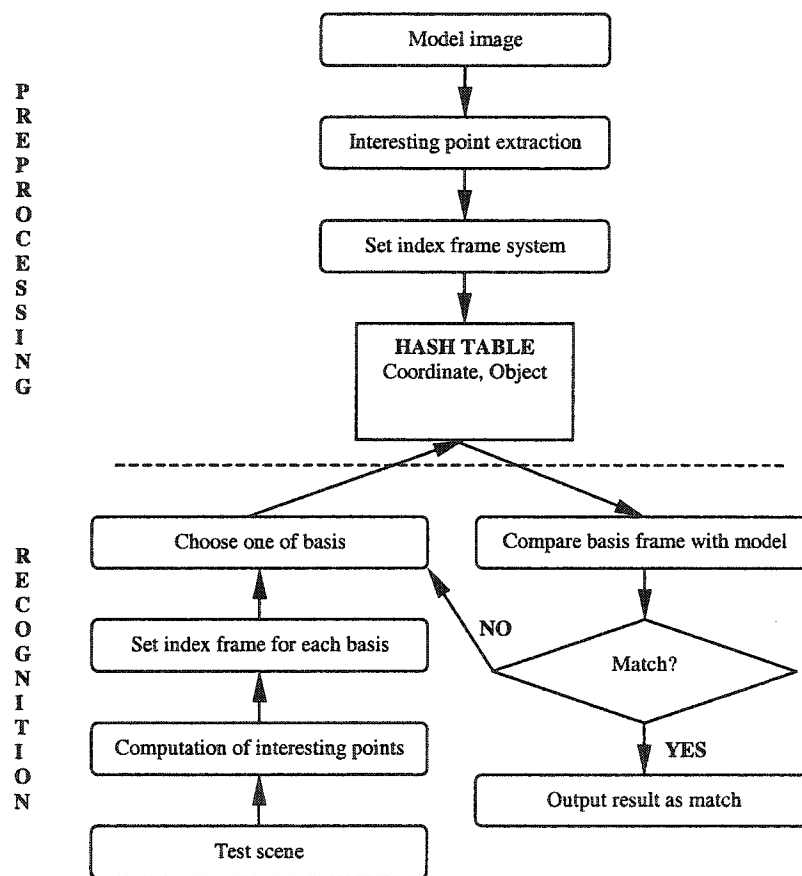 Model image
PREPROCESSING
Interesting point extraction
Set index frame system
HASH TABLE
Coordinate, Object
Choose one of basis
Compare basis frame with model
RECOGNITION
NO
Set index frame for each basis
Match?
Computation of interesting points
YES
Output result as match
Test scene